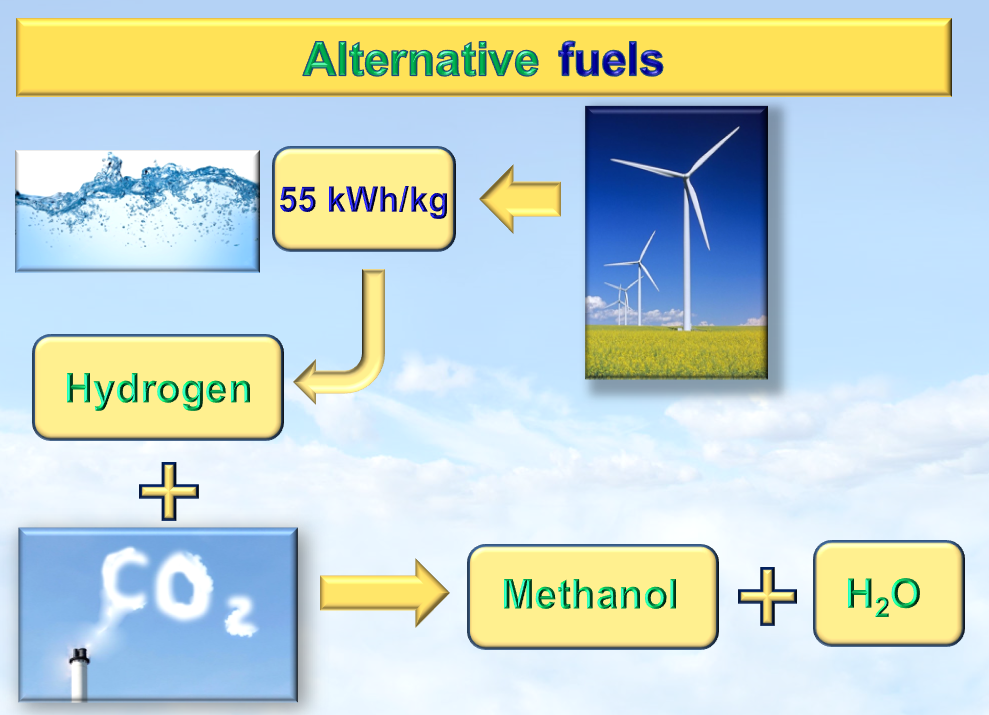 Alternative fuels
55 kWh/kg
Hydrogen
+
CO₂
Methanol + H₂O